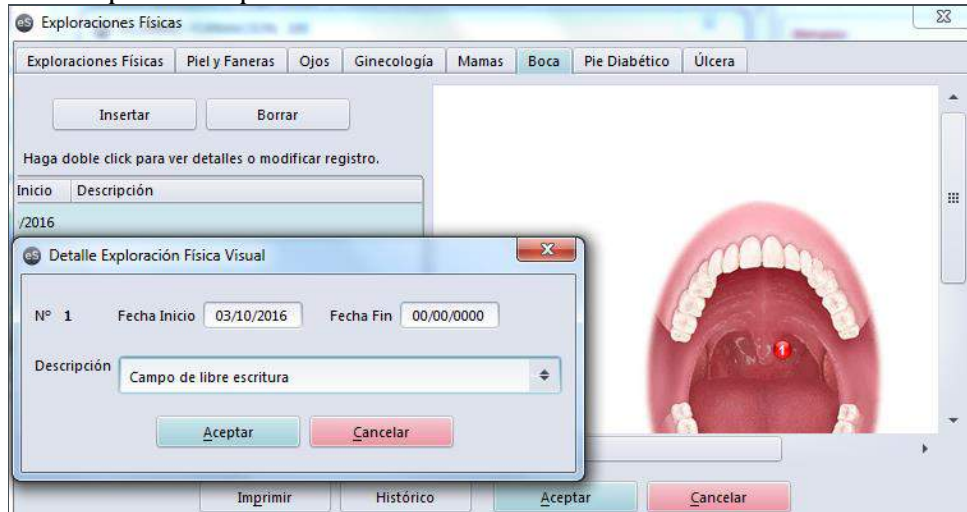 Exploraciones Físicas
Exploraciones Físicas Piel y Faneras Ojos Ginecología Mamas Boca Pie Diabético Úlcera
Insertar Borrar
Haga doble click para ver detalles o modificar registro.
Inicio Descripción
/2016
Detalle Exploración Física Visual
Nº 1 Fecha Inicio 03/10/2016 Fecha Fin 00/00/0000
Descripción Campo de libre escritura
Aceptar Cancelar
1
Imprimir Histórico Aceptar Cancelar